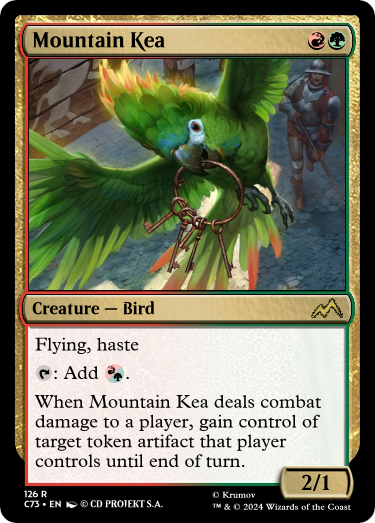 Mountain Kea
Creature — Bird
Flying, haste
: Add .
When Mountain Kea deals combat
damage to a player, gain control of
target token artifact that player
controls until end of turn.
2/1
126 R
C73 • EN © CD PROJEKT S.A.
© Krumov
™ & © 2024 Wizards of the Coast